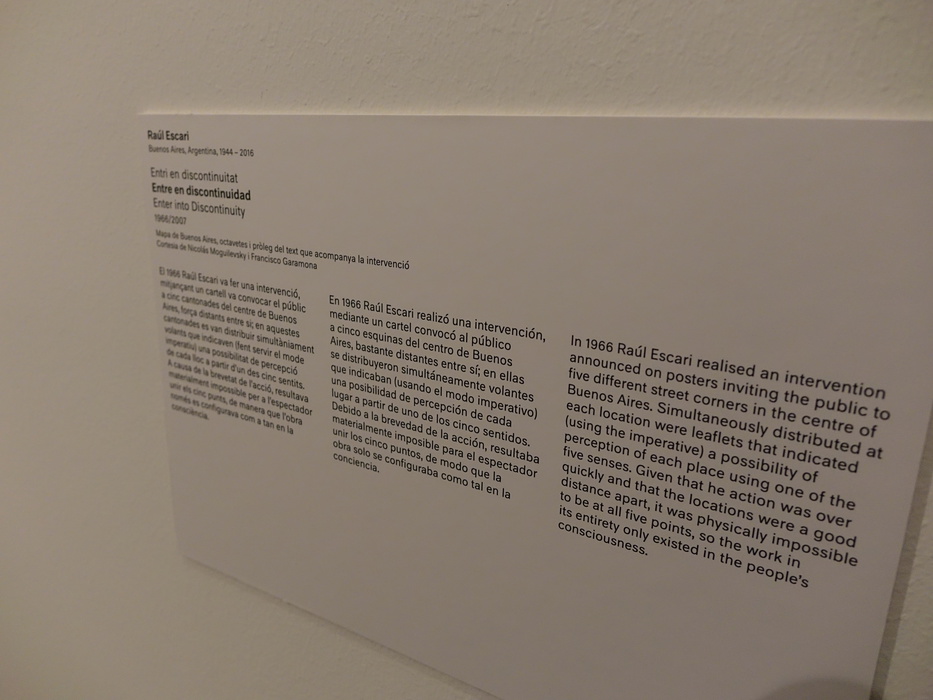 Raúl Escari
Buenos Aires, Argentina, 1944 – 2016
Entri en discontinuitat
Entre en discontinuidad
Enter into Discontinuity
1966/2007
Mapa de Buenos Aires, octavetes i pròleg del text que acompanya la intervenció
Cortesia de Nicolás Moguilevsky i Francisco Garamona
El 1966 Raúl Escari va fer una intervenció,
mitjançant un cartell va convocar el públic
a cinc cantonades del centre de Buenos
Aires, força distants entre si; en aquestes
cantonades es van distribuir simultàniament
volants que indicaven (fent servir el mode
imperatiu) una possibilitat de percepció
de cada lloc a partir d'un des cinc sentits.
A causa de la brevetat de l'acció, resultava
materialment impossible per a l'espectador
unir els cinc punts, de manera que l'obra
només es configurava com a tan en la
consciència.
En 1966 Raúl Escari realizó una intervención,
mediante un cartel convocó al público
a cinco esquinas del centro de Buenos
Aires, bastante distantes entre sí; en ellas
se distribuyeron simultáneamente volantes
que indicaban (usando el modo imperativo)
una posibilidad de percepción de cada
lugar a partir de uno de los cinco sentidos.
Debido a la brevedad de la acción, resultaba
materialmente imposible para el espectador
unir los cinco puntos, de modo que la
obra solo se configuraba como tal en la
conciencia.
In 1966 Raúl Escari realised an intervention
announced on posters inviting the public to
five different street corners in the centre of
Buenos Aires. Simultaneously distributed at
each location were leaflets that indicated
(using the imperative) a possibility of
perception of each place using one of the
five senses. Given that he action was over
quickly and that the locations were a good
distance apart, it was physically impossible
to be at all five points, so the work in
its entirety only existed in the people's
consciousness.